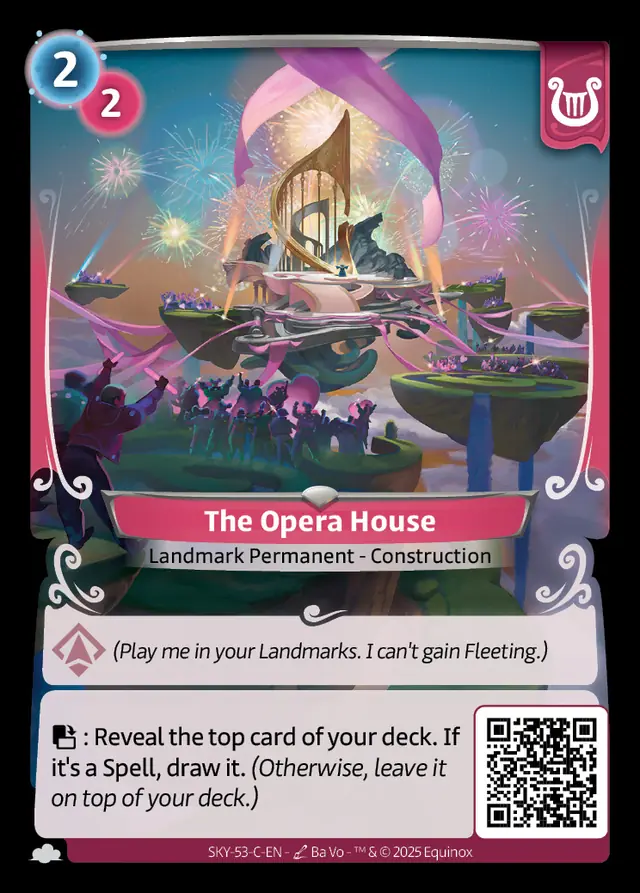 2
2
The Opera House
Landmark Permanent - Construction
(Play me in your Landmarks. I can't gain Fleeting.)
: Reveal the top card of your deck. If
it's a Spell, draw it. (Otherwise, leave it
on top of your deck.)
SKY-53-C-EN - Ba Vo - ™ & © 2025 Equinox